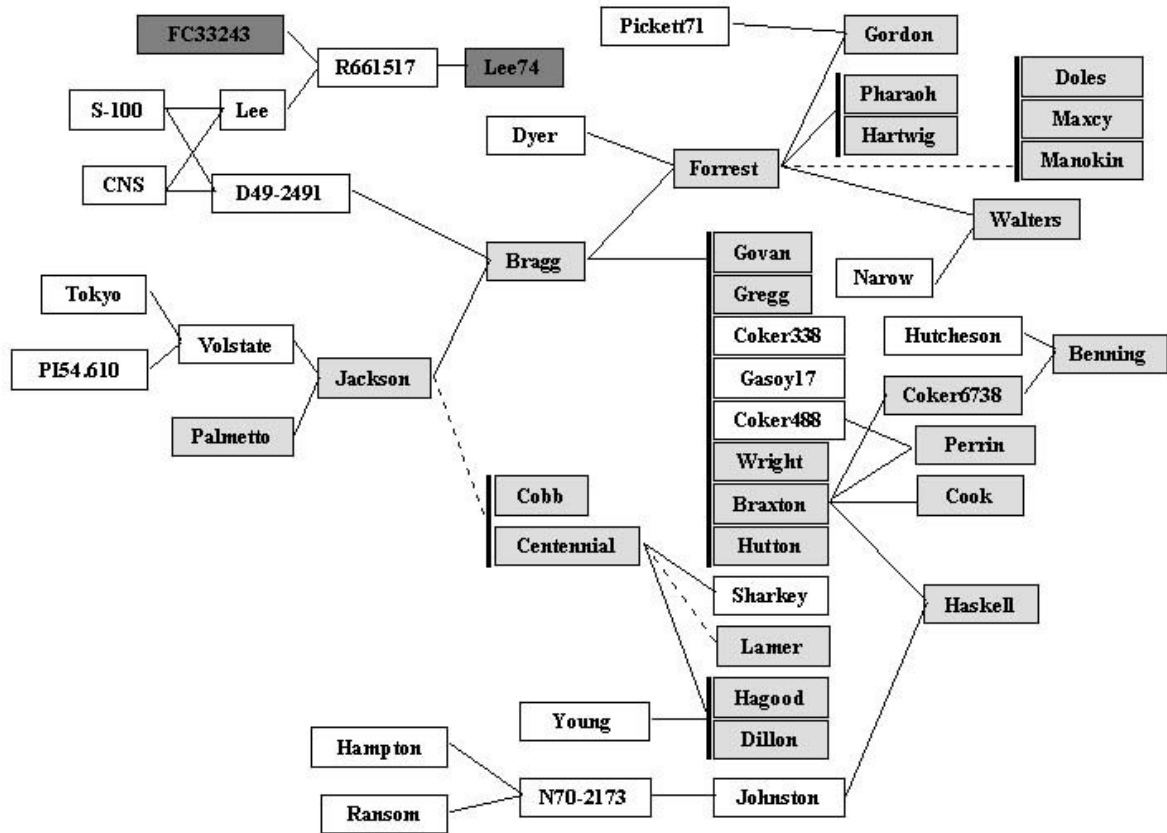 FC33243
Pickett71
Gordon
R661517
Lee74
Doles
Pharaoh
S-100
Lee
Maxcy
Dyer
Hartwig
Forrest
Manokin
CNS
D49-2491
Walters
Bragg
Govan
Narow
Tokyo
Gregg
Volstate
Coker338
Hutcheson
Benning
PI54.610
Jackson
Gasoy17
Coker6738
Palmetto
Coker488
Perrin
Wright
Cobb
Braxton
Cook
Centennial
Hutton
Sharkey
Haskell
Lamer
Hagood
Young
Dillon
Hampton
N70-2173
Johnston
Ransom